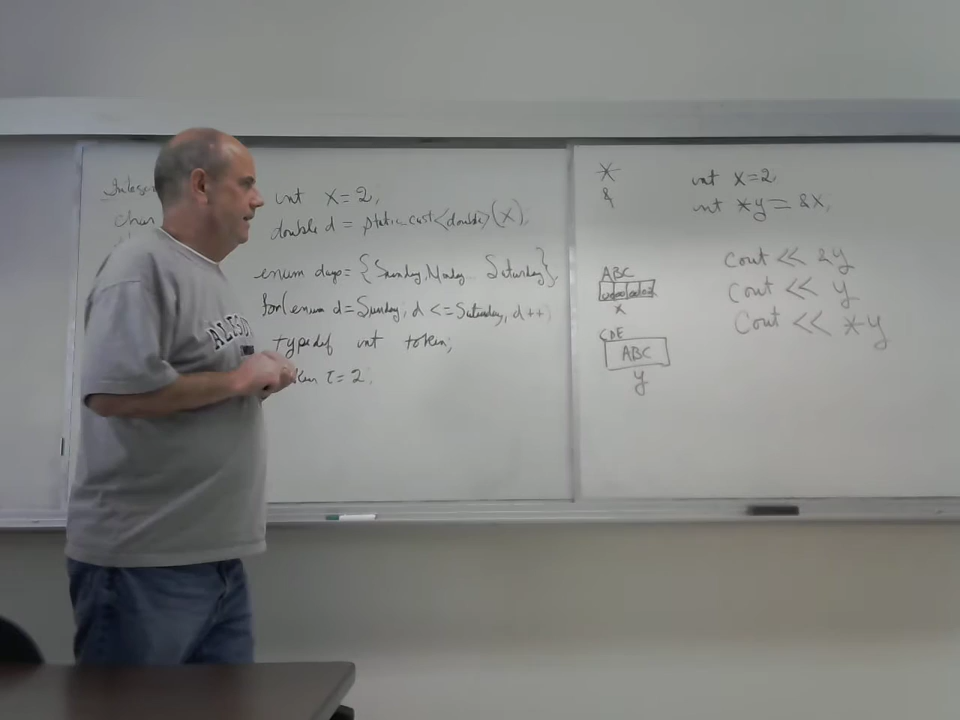 int x=2;
double d = static_cast<double>(x);
enum days={Sunday, Monday... Saturday};
for(enum d=Sunday; d <=Saturday; d++)
typedef int token;
t=2;
*
&
ABC
x
CDE
ABC
y
int x=2;
int *y = &x;
cout << &y
cout << y
cout << *y